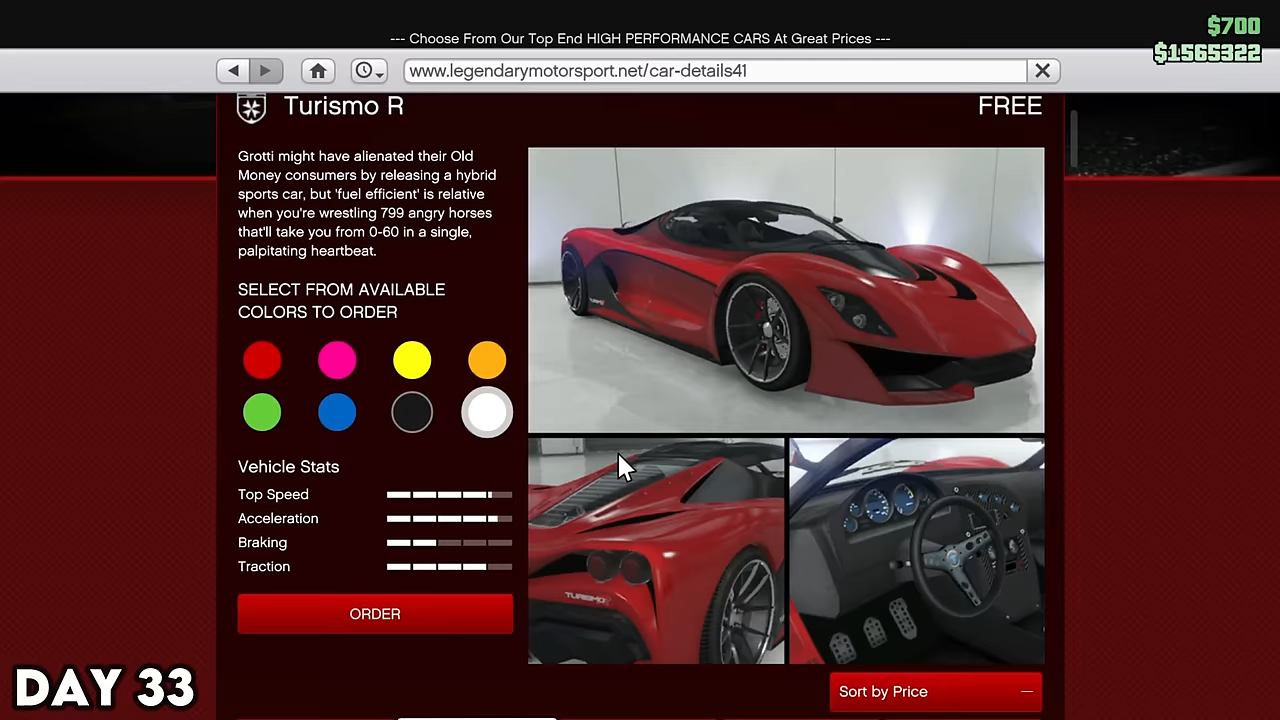 $700
--- Choose From Our Top End HIGH PERFORMANCE CARS At Great Prices ---
$1565322
www.legendarymotorsport.net/car-details41
Turismo R
FREE
Grotti might have alienated their Old
Money consumers by releasing a hybrid
sports car, but 'fuel efficient' is relative
when you're wrestling 799 angry horses
that'll take you from 0-60 in a single,
palpitating heartbeat.
SELECT FROM AVAILABLE
COLORS TO ORDER
Vehicle Stats
Top Speed
Acceleration
Braking
Traction
ORDER
TURISMO
Sort by Price
DAY 33